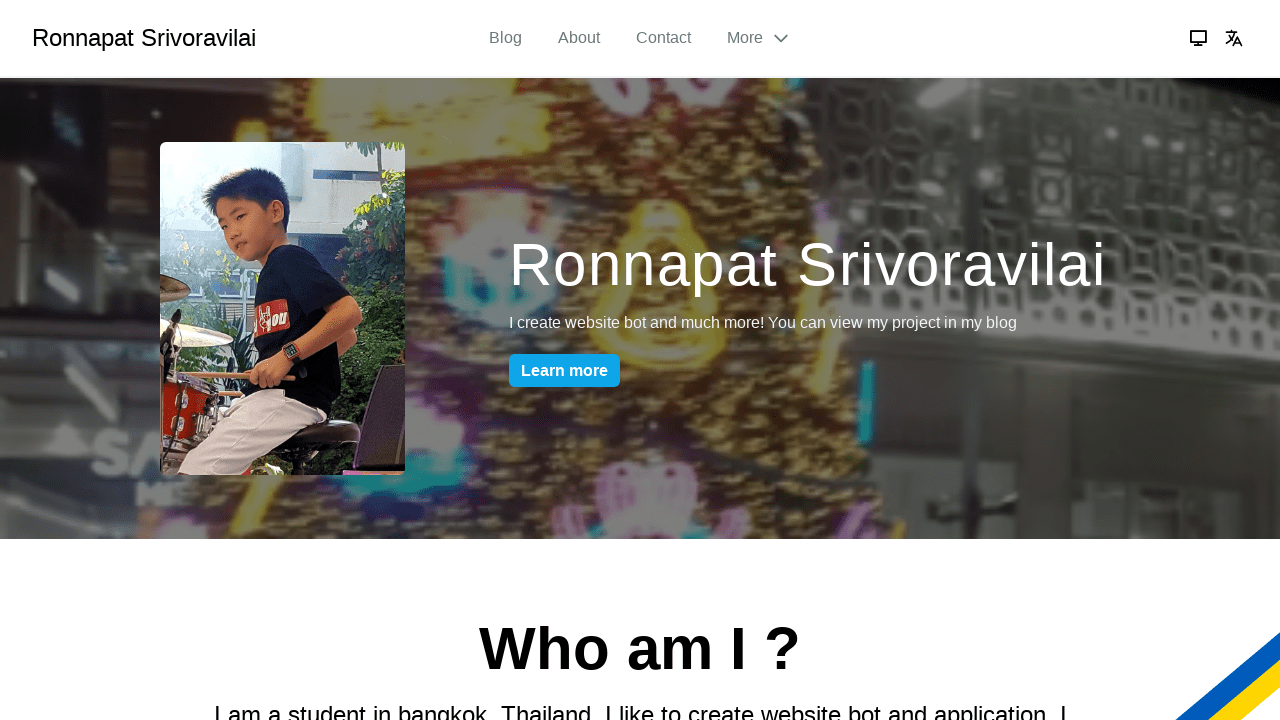 Ronnapat Srivoravilai
Blog
About
Contact
More
Ronnapat Srivoravilai
I create website bot and much more! You can view my project in my blog
Learn more
Who am I ?
I am a student in bangkok, Thailand. I like to create website bot and application. I